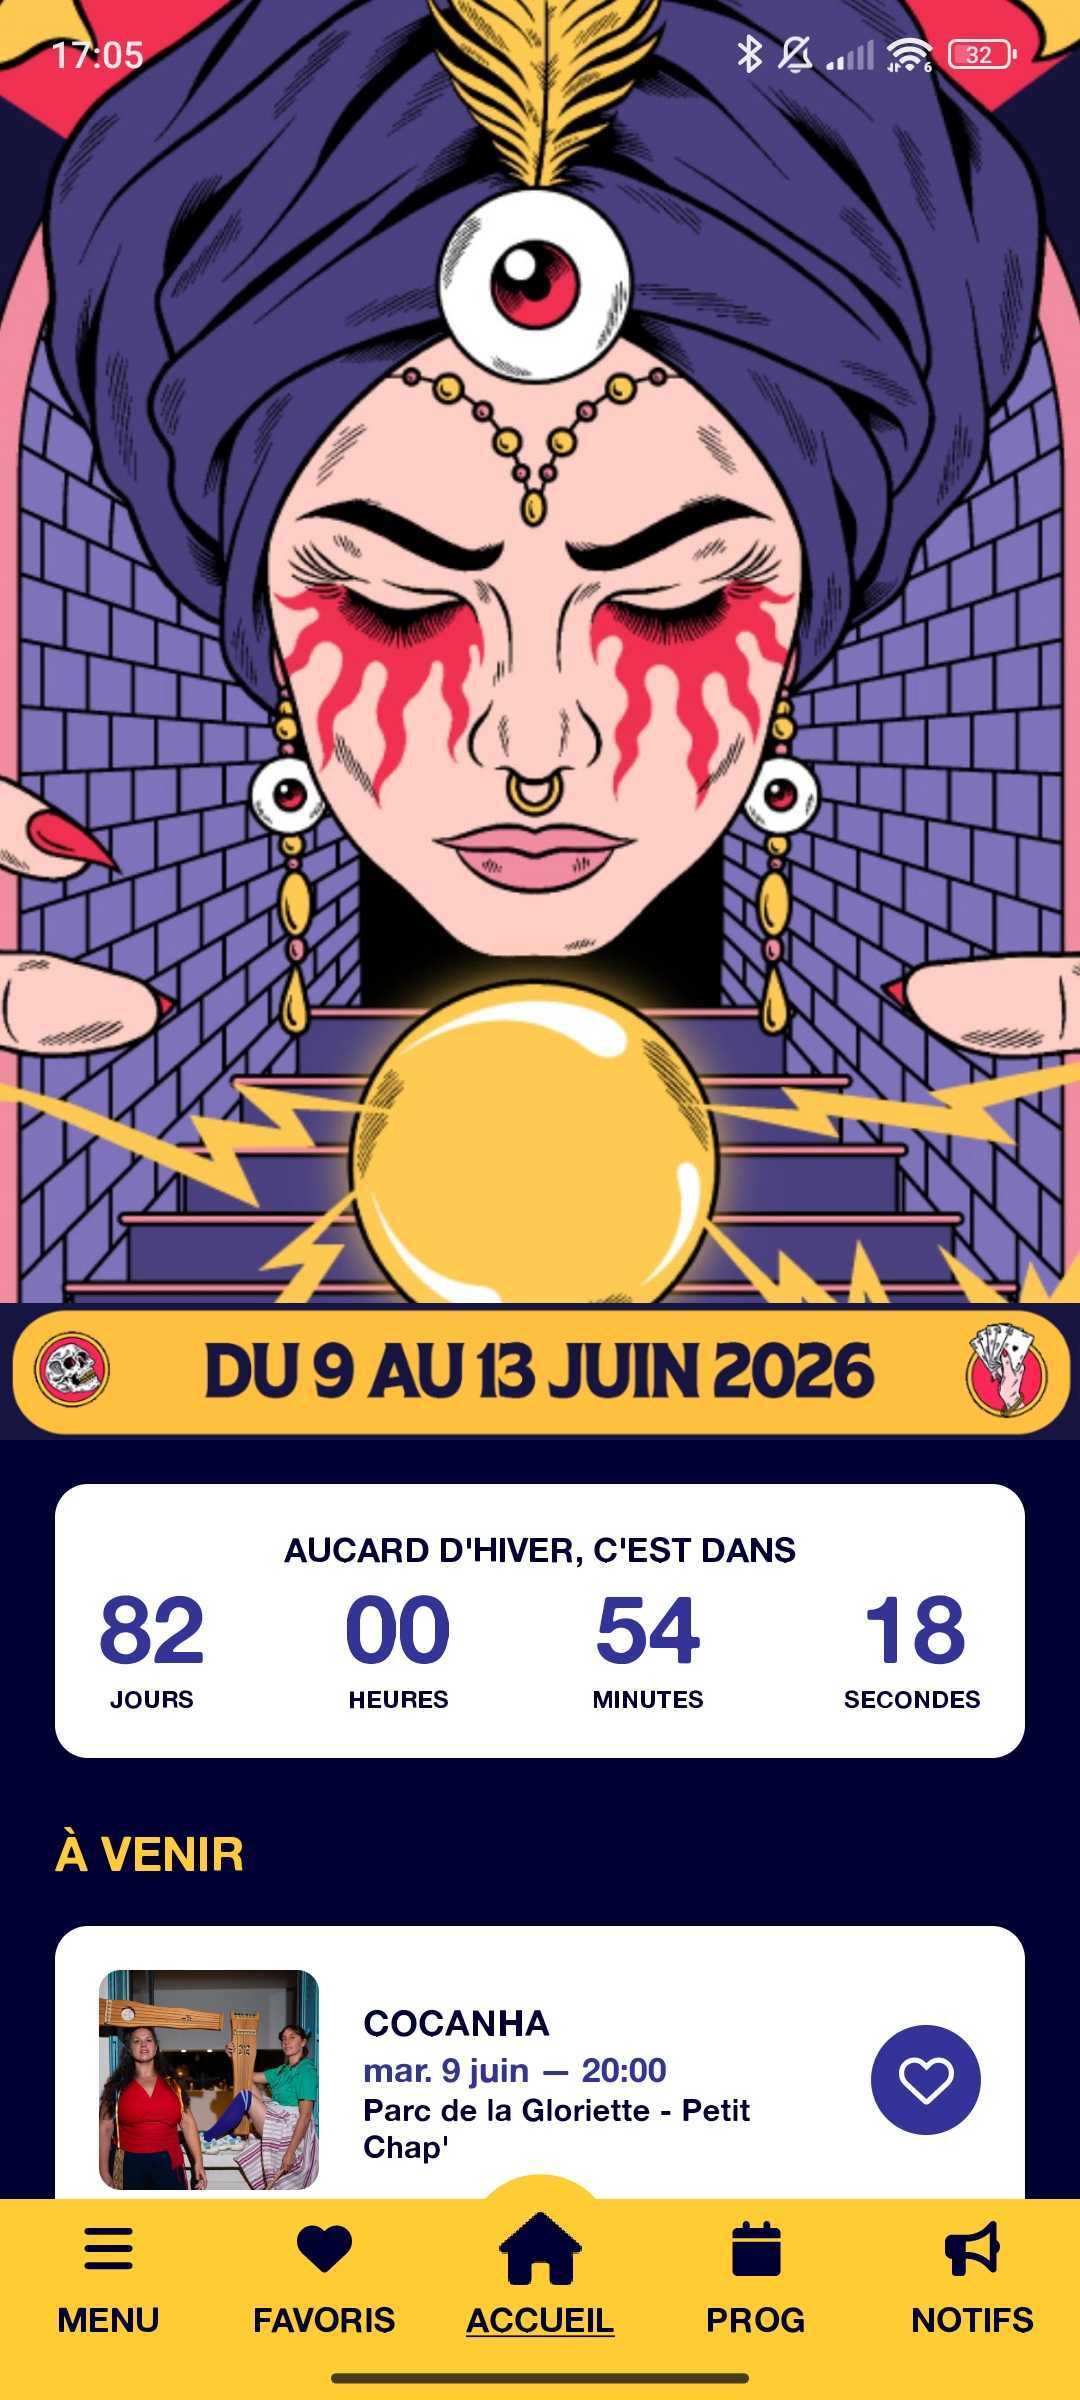 17:05
6
32
DU 9 AU 13 JUIN 2026
AUCARD D'HIVER, C'EST DANS
82 00 54 18
JOURS HEURES MINUTES SECONDES
À VENIR
COCANHA
mar. 9 juin — 20:00
Parc de la Gloriette - Petit
Chap'
MENU FAVORIS ACCUEIL PROG NOTIFS